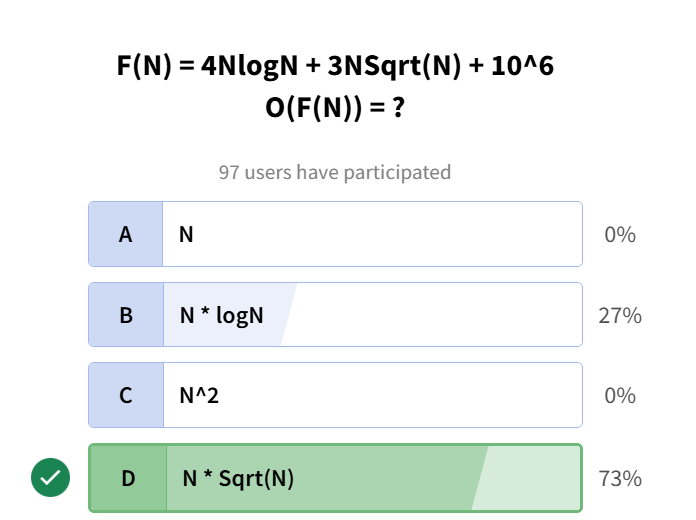 F(N) = 4NlogN + 3NSqrt(N) + 10^6
O(F(N)) = ?
97 users have participated
A N 0%
B N * logN 27%
C N^2 0%
D N * Sqrt(N) 73%